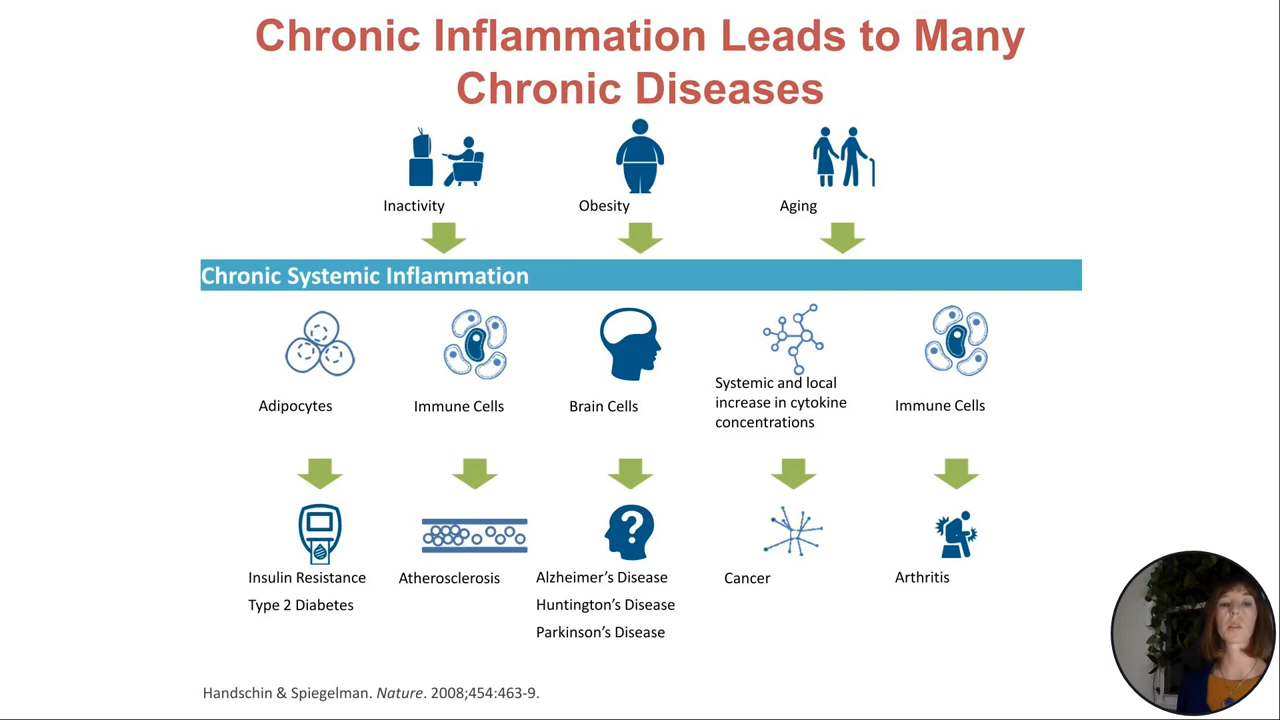 Chronic Inflammation Leads to Many
Chronic Diseases
Inactivity
Obesity
Aging
Chronic Systemic Inflammation
Adipocytes
Immune Cells
Brain Cells
Systemic and local
increase in cytokine
concentrations
Immune Cells
?
Insulin Resistance
Type 2 Diabetes
Atherosclerosis
Alzheimer’s Disease
Huntington’s Disease
Parkinson’s Disease
Cancer
Arthritis
Handschin & Spiegelman. Nature. 2008;454:463-9.